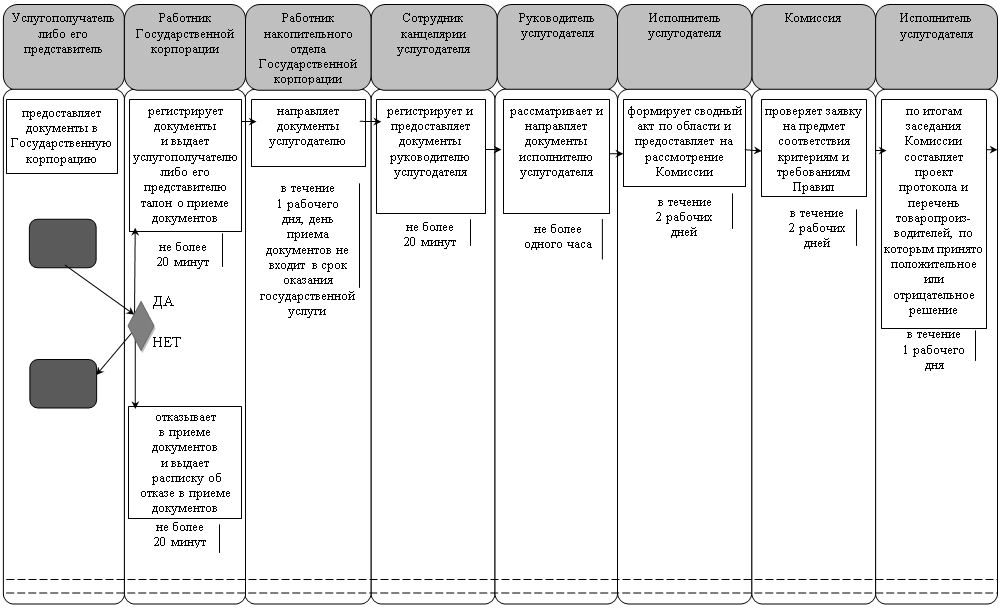 Услугополучатель
либо его
представитель
Работник
Государственной
корпорации
Работник
накопительного
отдела
Государственной
корпорации
Сотрудник
канцелярии
услугодателя
Руководитель
услугодателя
Исполнитель
услугодателя
Комиссия
Исполнитель
услугодателя
предоставляет
документы в
Государственную
корпорацию
регистрирует
документы
и выдает
услугополучателю
либо его
представителю
талон о приеме
документов
не более
20 минут
ДА
НЕТ
отказывает
в приеме
документов
и выдает
расписку об
отказе в приеме
документов
не более
20 минут
направляет
документы
услугодателю
в течение
1 рабочего
дня, день
приема
документов не
входит в срок
оказания
государственной
услуги
регистрирует и
предоставляет
документы
руководителю
услугодателя
не более
20 минут
рассматривает и
направляет
документы
исполнителю
услугодателя
не более
одного часа
формирует сводный
акт по области и
предоставляет на
рассмотрение
Комиссии
в течение
2 рабочих
дней
проверяет заявку
на предмет
соответствия
критериям и
требованиям
Правил
в течение
2 рабочих
дней
по итогам
заседания
Комиссии
составляет
проект
протокола и
перечень
товаропроиз-
водителей, по
которым принято
положительное
или
отрицательное
решение
в течение
1 рабочего
дня